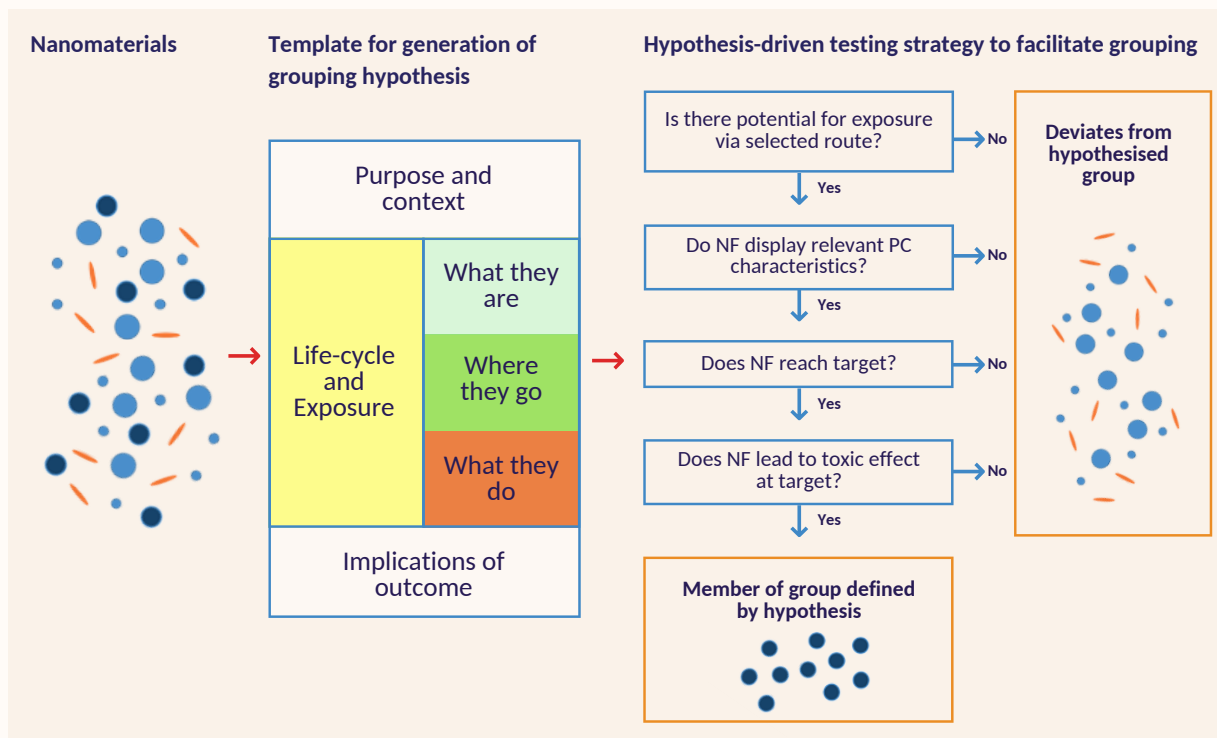 Nanomaterials
Template for generation of
grouping hypothesis
Purpose and
context
Life-cycle
and
Exposure
What they
are
Where
they go
What they
do
Implications of
outcome
Hypothesis-driven testing strategy to facilitate grouping
Is there potential for exposure
via selected route?
No
Yes
Do NF display relevant PC
characteristics?
No
Yes
Does NF reach target?
No
Yes
Does NF lead to toxic effect
at target?
No
Yes
Member of group defined
by hypothesis
Deviates from
hypothesised
group